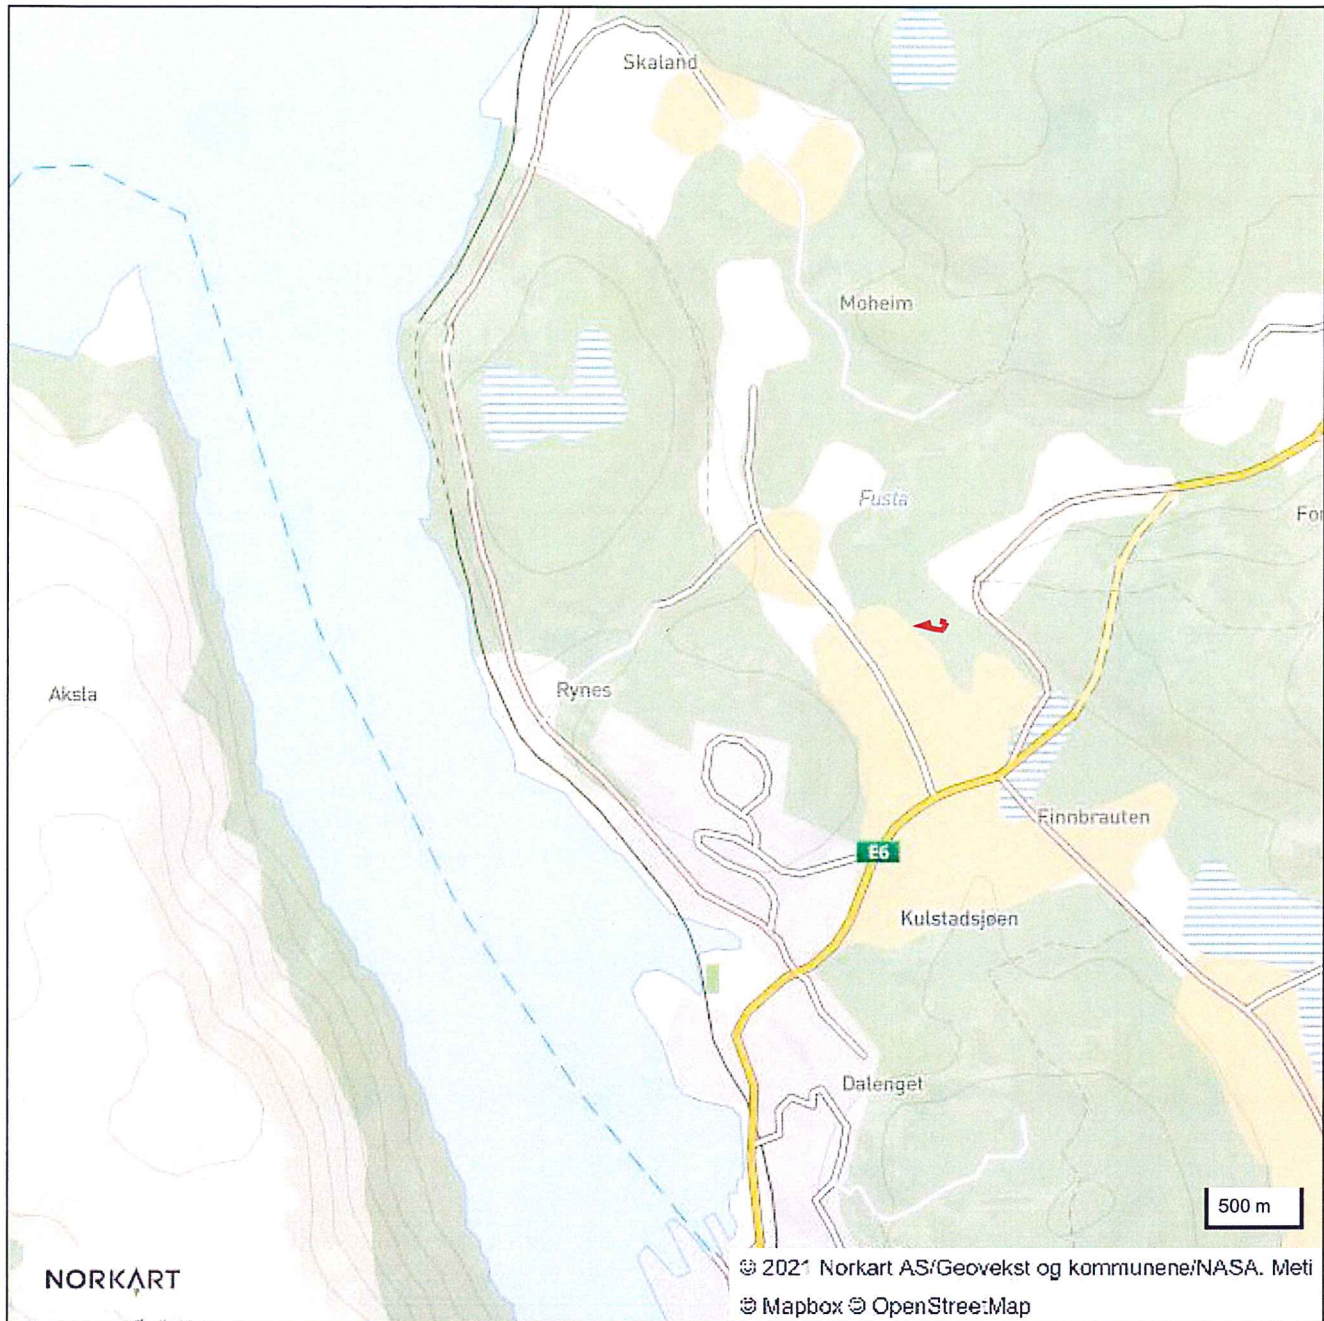 Skaland
Moheim
Fusta
For
Aksla
Rynes
Finnbrauten
E6
Kulstadsjøen
Dalenget
500 m
NORKART
© 2021 Norkart AS/Geovekst og kommunene/NASA. Meti
© Mapbox © OpenStreetMap